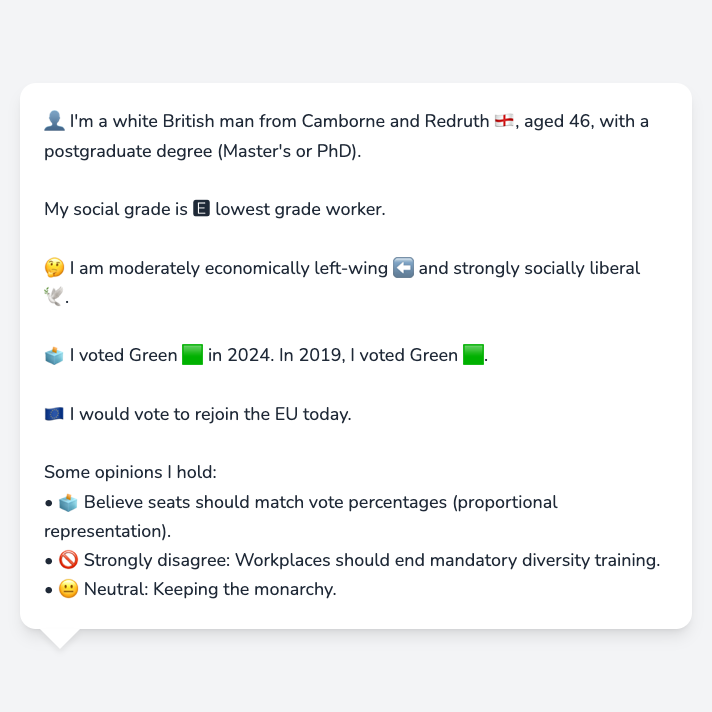 👤 I'm a white British man from Camborne and Redruth 🏴󠁧󠁢󠁥󠁮󠁧󠁿, aged 46, with a
postgraduate degree (Master's or PhD).
My social grade is 🅴 lowest grade worker.
🤔 I am moderately economically left-wing ⬅️ and strongly socially liberal
🕊️.
🗳️ I voted Green 🟩 in 2024. In 2019, I voted Green 🟩.
🇪🇺 I would vote to rejoin the EU today.
Some opinions I hold:
• 🗳️ Believe seats should match vote percentages (proportional
representation).
• 🚫 Strongly disagree: Workplaces should end mandatory diversity training.
• 😐 Neutral: Keeping the monarchy.